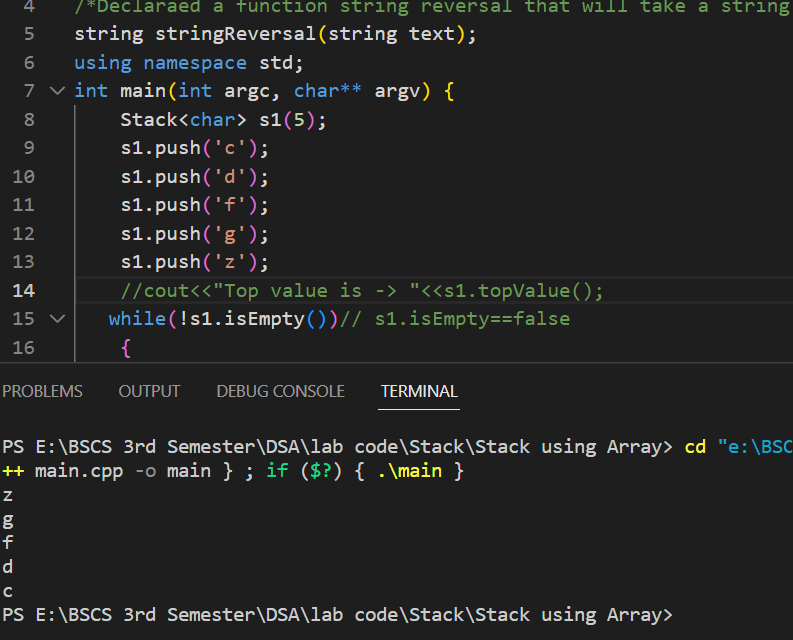 4 /*Declaraed a function string reversal that will take a string
5 string stringReversal(string text);
6 using namespace std;
7 int main(int argc, char** argv) {
8 Stack<char> s1(5);
9 s1.push('c');
10 s1.push('d');
11 s1.push('f');
12 s1.push('g');
13 s1.push('z');
14 //cout<<"Top value is -> "<<s1.topValue();
15 while(!s1.isEmpty())// s1.isEmpty==false
16 {
PROBLEMS OUTPUT DEBUG CONSOLE TERMINAL
PS E:\BSCS 3rd Semester\DSA\lab code\Stack\Stack using Array> cd "e:\BSC
++ main.cpp -o main } ; if ($?) { .\main }
z
g
f
d
c
PS E:\BSCS 3rd Semester\DSA\lab code\Stack\Stack using Array>